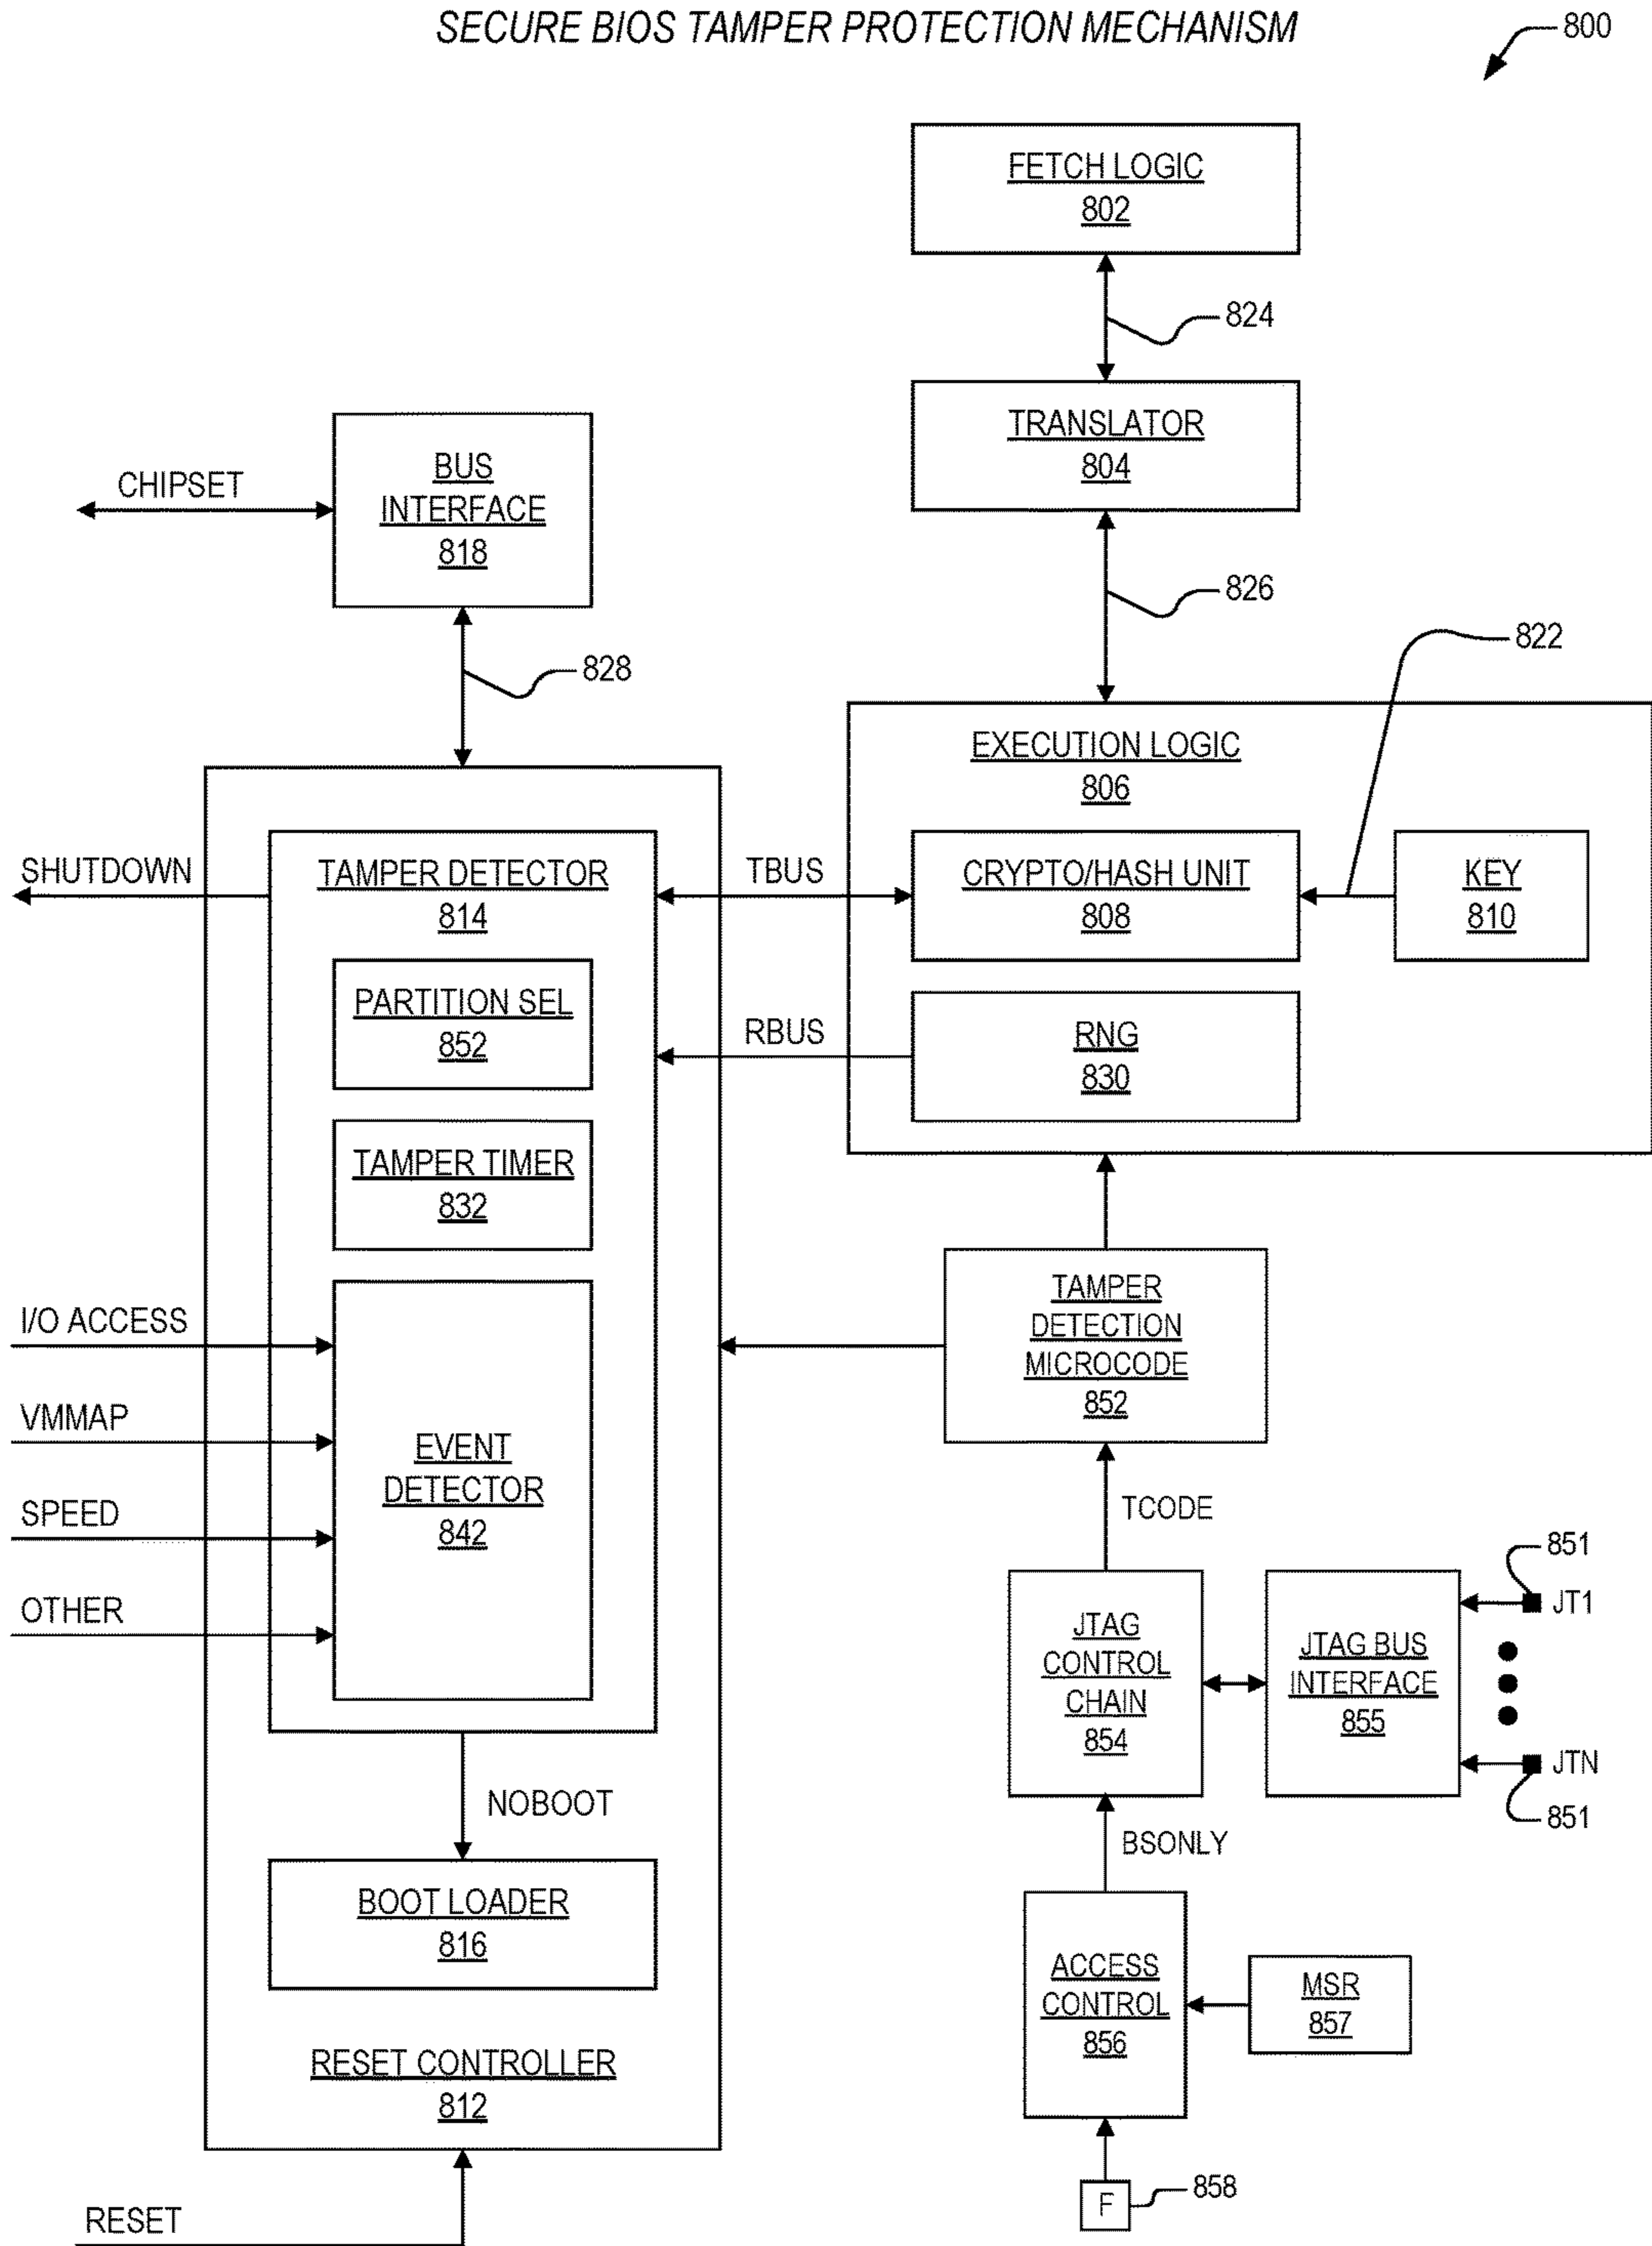 SECURE BIOS TAMPER PROTECTION MECHANISM
800
FETCH LOGIC
802
824
TRANSLATOR
804
BUS
INTERFACE
818
CHIPSET
826
822
828
EXECUTION LOGIC
806
SHUTDOWN
TAMPER DETECTOR
814
TBUS
CRYPTO/HASH UNIT
808
KEY
810
PARTITION SEL
852
RBUS
RNG
830
TAMPER TIMER
832
I/O ACCESS
VMMAP
SPEED
OTHER
EVENT
DETECTOR
842
TAMPER
DETECTION
MICROCODE
852
TCODE
JTAG
CONTROL
CHAIN
854
JTAG BUS
INTERFACE
855
851
JT1
JTN
851
NOBOOT
BSONLY
BOOT LOADER
816
ACCESS
CONTROL
856
MSR
857
RESET CONTROLLER
812
F
858
RESET